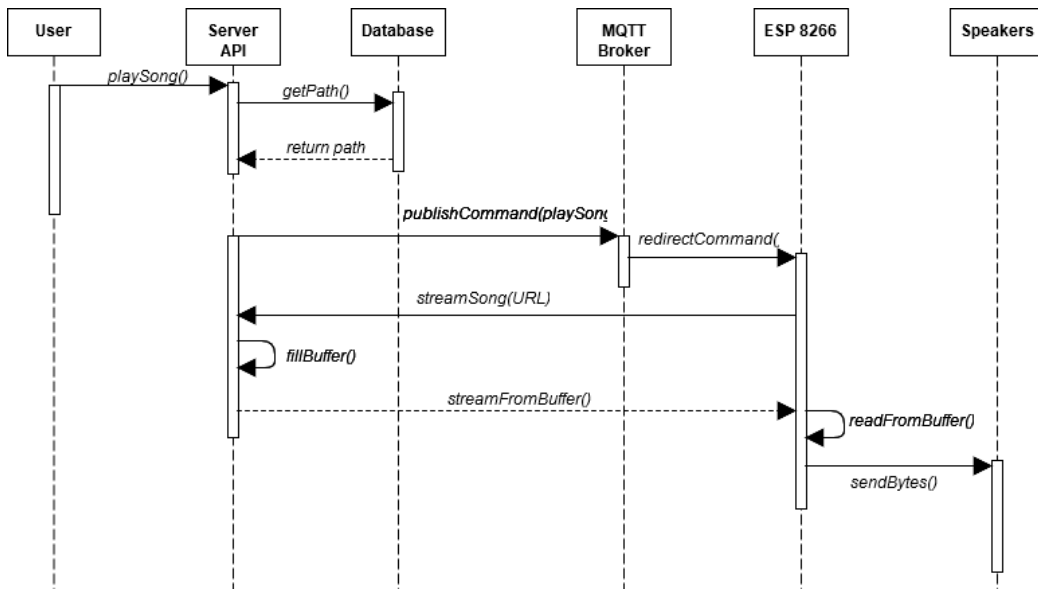 User
Server
API
Database
MQTT
Broker
ESP 8266
Speakers
playSong()
getPath()
return path
publishCommand(playSong
redirectCommand(
streamSong(URL)
fillBuffer()
streamFromBuffer()
readFromBuffer()
sendBytes()